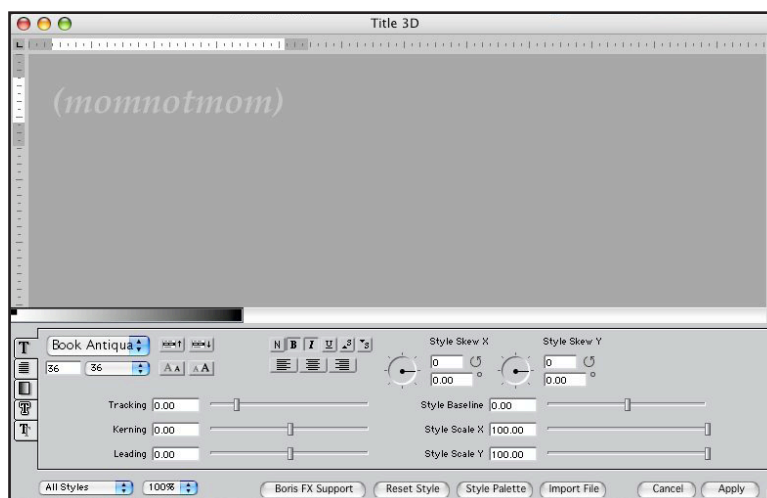 Title 3D
L
(momnotmom)
T
Book Antiqua
N B I U S S
Style Skew X
Style Skew Y
36
36
A A
A A
0
0.00 °
0
0.00 °
T
T
Tracking 0.00
Style Baseline 0.00
Kerning 0.00
Style Scale X 100.00
Leading 0.00
Style Scale Y 100.00
All Styles
100%
Boris FX Support
Reset Style
Style Palette
Import File
Cancel
Apply